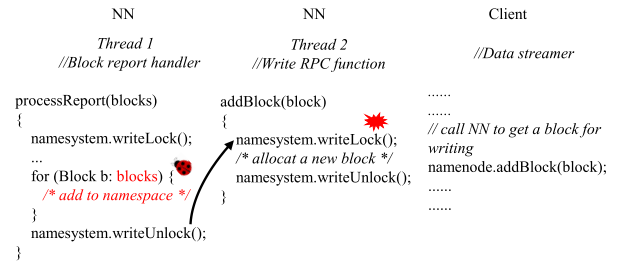 NN
Thread 1
//Block report handler
processReport(blocks)
{
namesystem.writeLock();
...
for (Block b: blocks) {
/* add to namespace */
}
namesystem.writeUnlock();
}
NN
Thread 2
//Write RPC function
addBlock(block)
{
namesystem.writeLock();
/* allocat a new block */
namesystem.writeUnlock();
}
Client
//Data streamer
......
......
// call NN to get a block for
writing
namenode.addBlock(block);
......
......